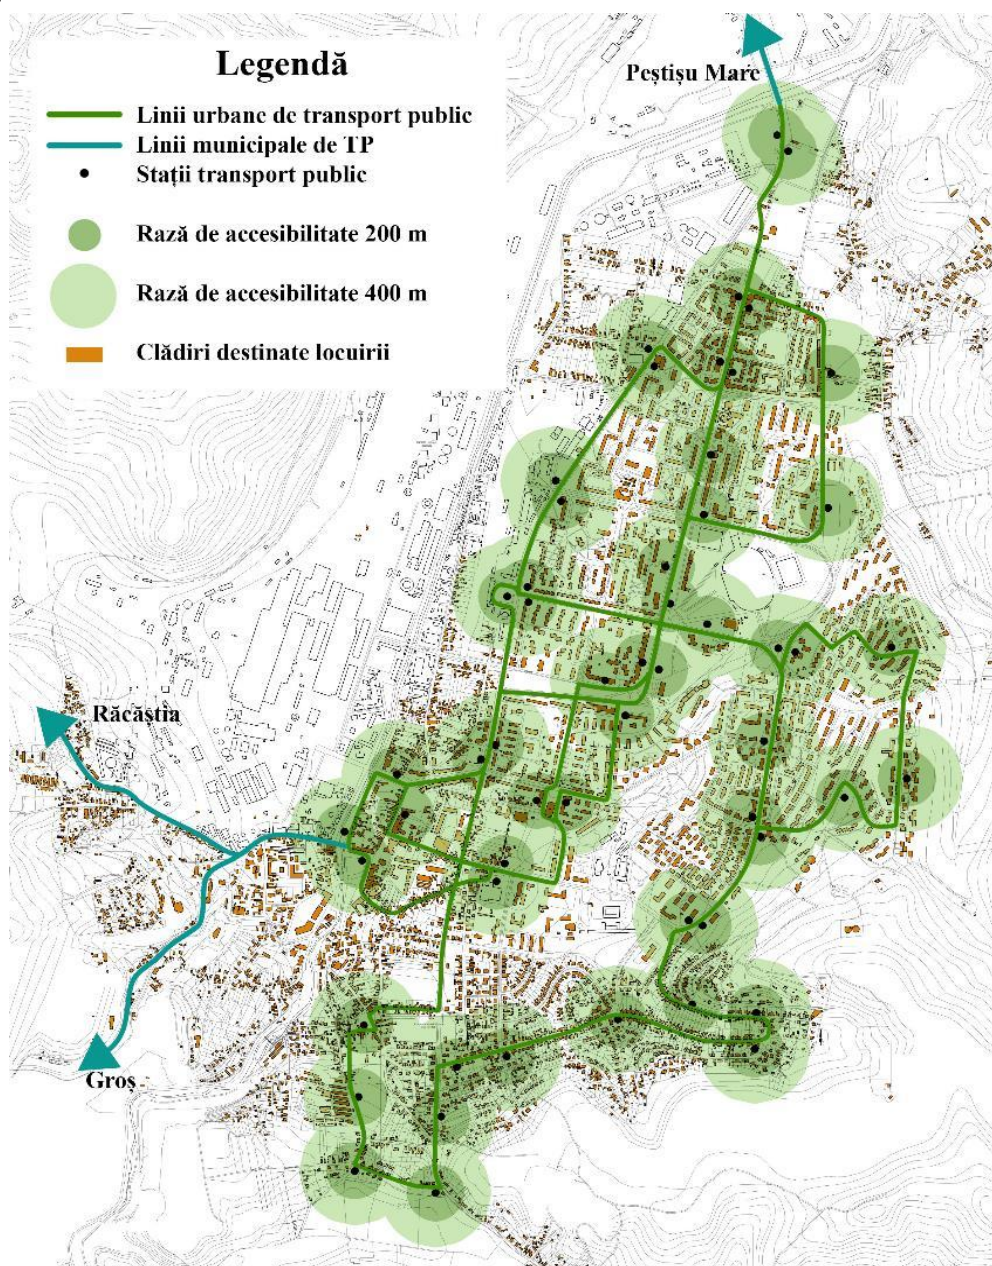 Legendă
Linii urbane de transport public
Linii municipale de TP
Stații transport public
Rază de accesibilitate 200 m
Rază de accesibilitate 400 m
Clădiri destinate locuirii
Peștișu Mare
Răcăștia
Groș